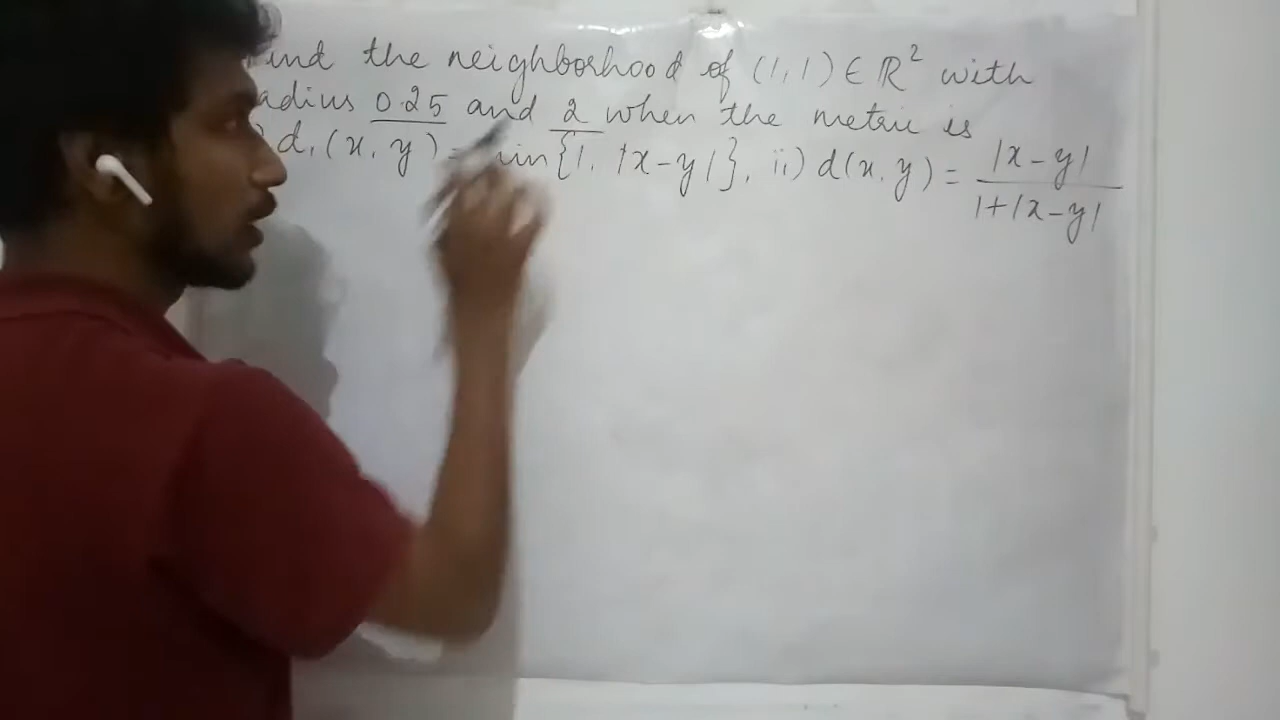 ind the neighborhood of (1,1) ∈ ℝ² with
adius 0.25 and 2 when the metric is
) d₁(x, y) = min{1, |x-y|}, ii) d(x, y) = |x-y| / 1+|x-y|